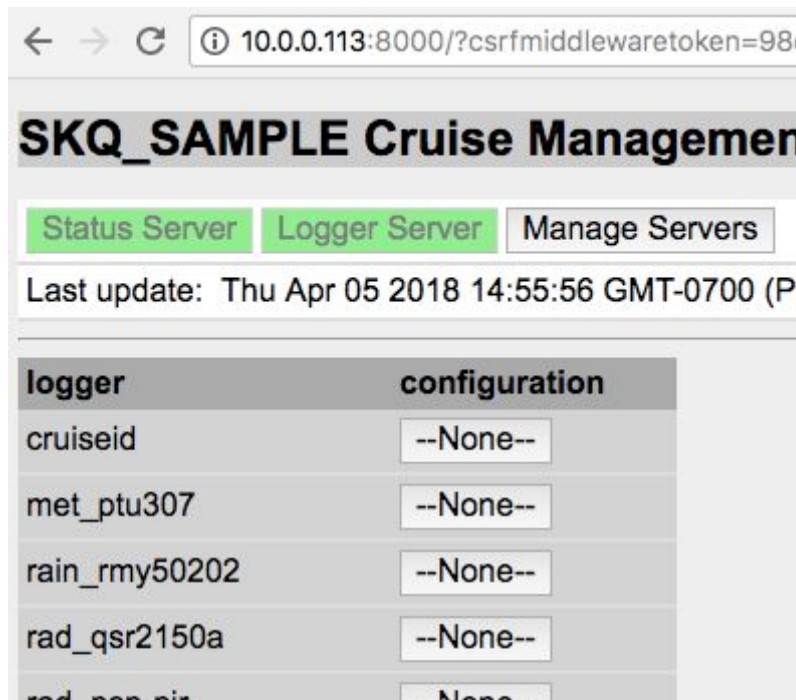 10.0.0.113:8000/?csrfmiddlewaretoken=98
SKQ_SAMPLE Cruise Managemen
Status Server Logger Server Manage Servers
Last update: Thu Apr 05 2018 14:55:56 GMT-0700 (P
logger configuration
cruiseid --None--
met_ptu307 --None--
rain_rmy50202 --None--
rad_qsr2150a --None--